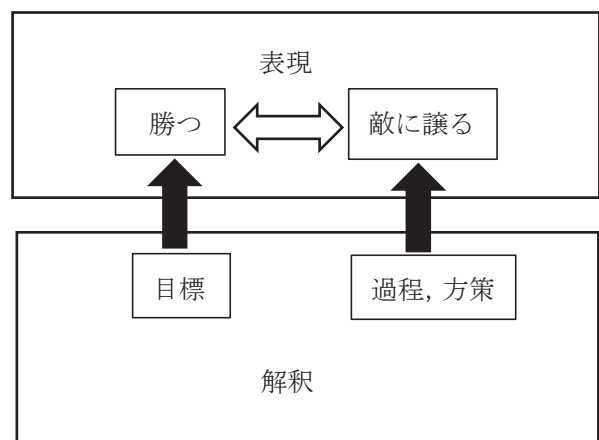 表現
勝つ
敵に譲る
目標
過程, 方策
解釈